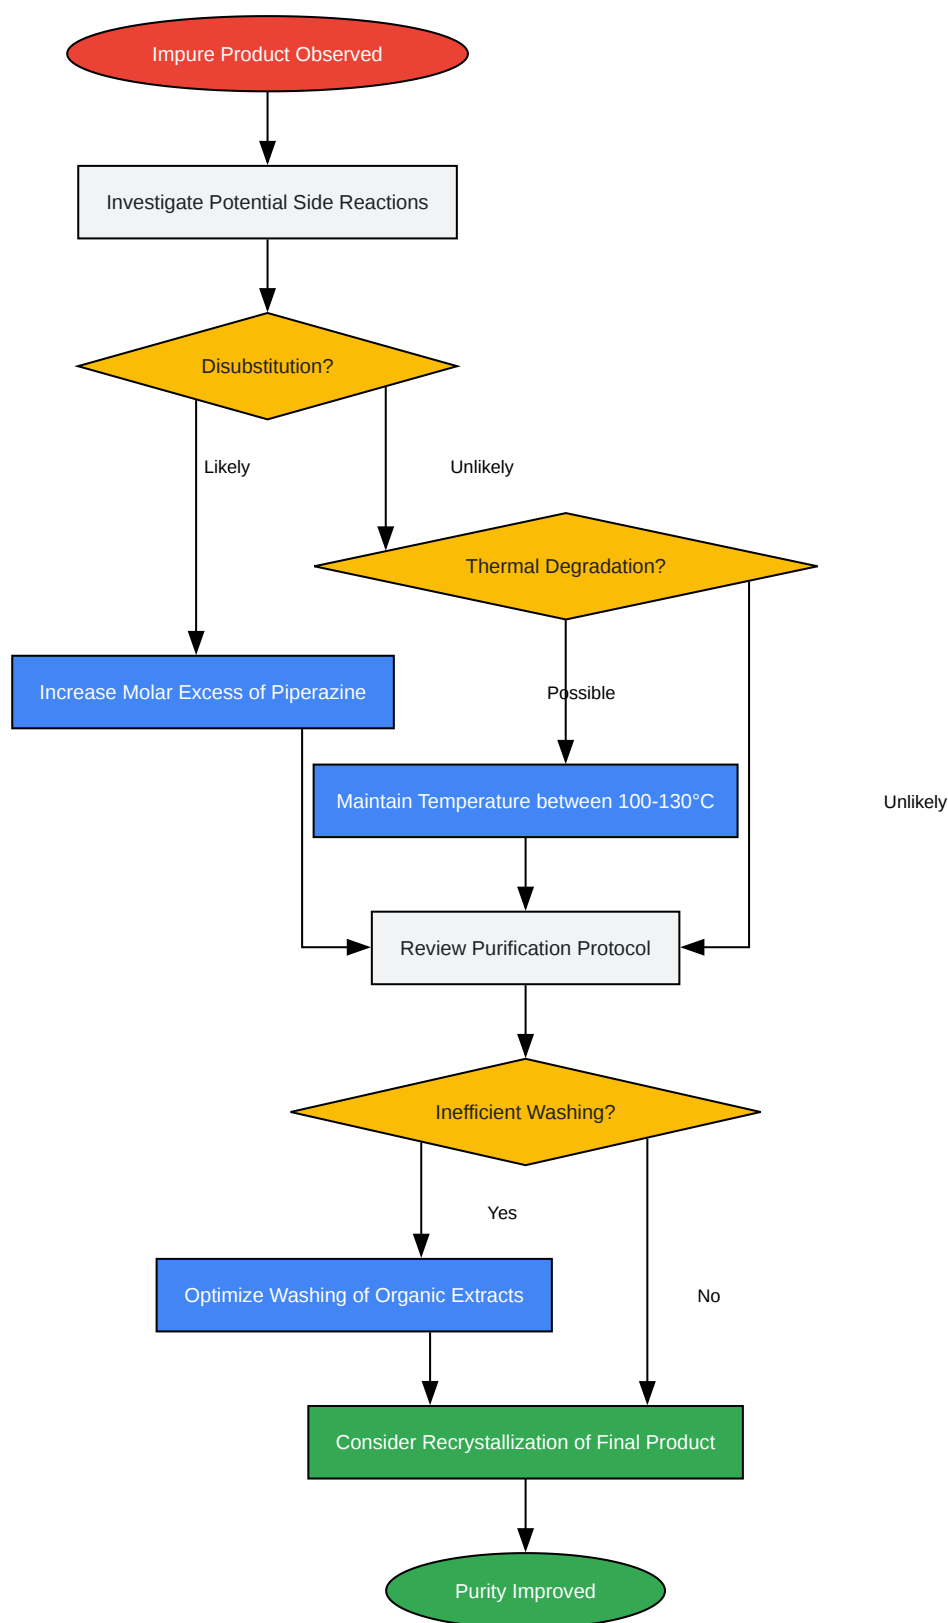 Impure Product Observed
Investigate Potential Side Reactions
Disubstitution?
Likely
Unlikely
Thermal Degradation?
Increase Molar Excess of Piperazine
Possible
Maintain Temperature between 100-130°C
Unlikely
Review Purification Protocol
Inefficient Washing?
Yes
Optimize Washing of Organic Extracts
No
Consider Recrystallization of Final Product
Purity Improved